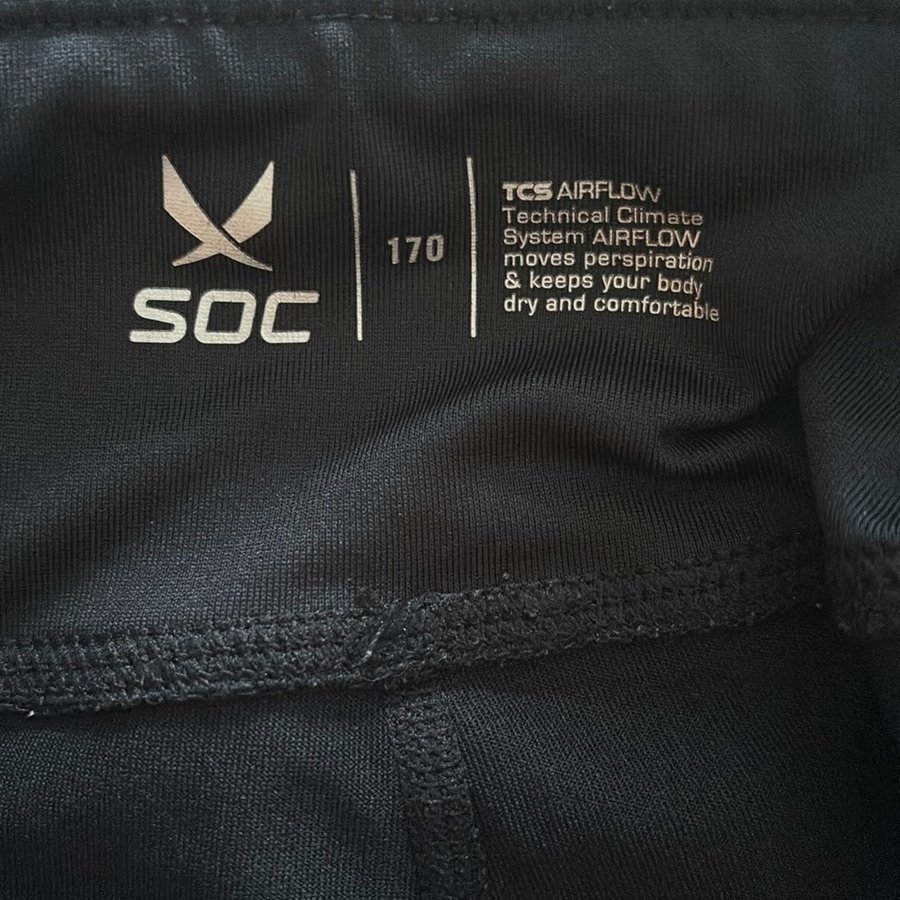 SOC
170
TCS AIRFLOW
Technical Climate
System AIRFLOW
moves perspiration
& keeps your body
dry and comfortable